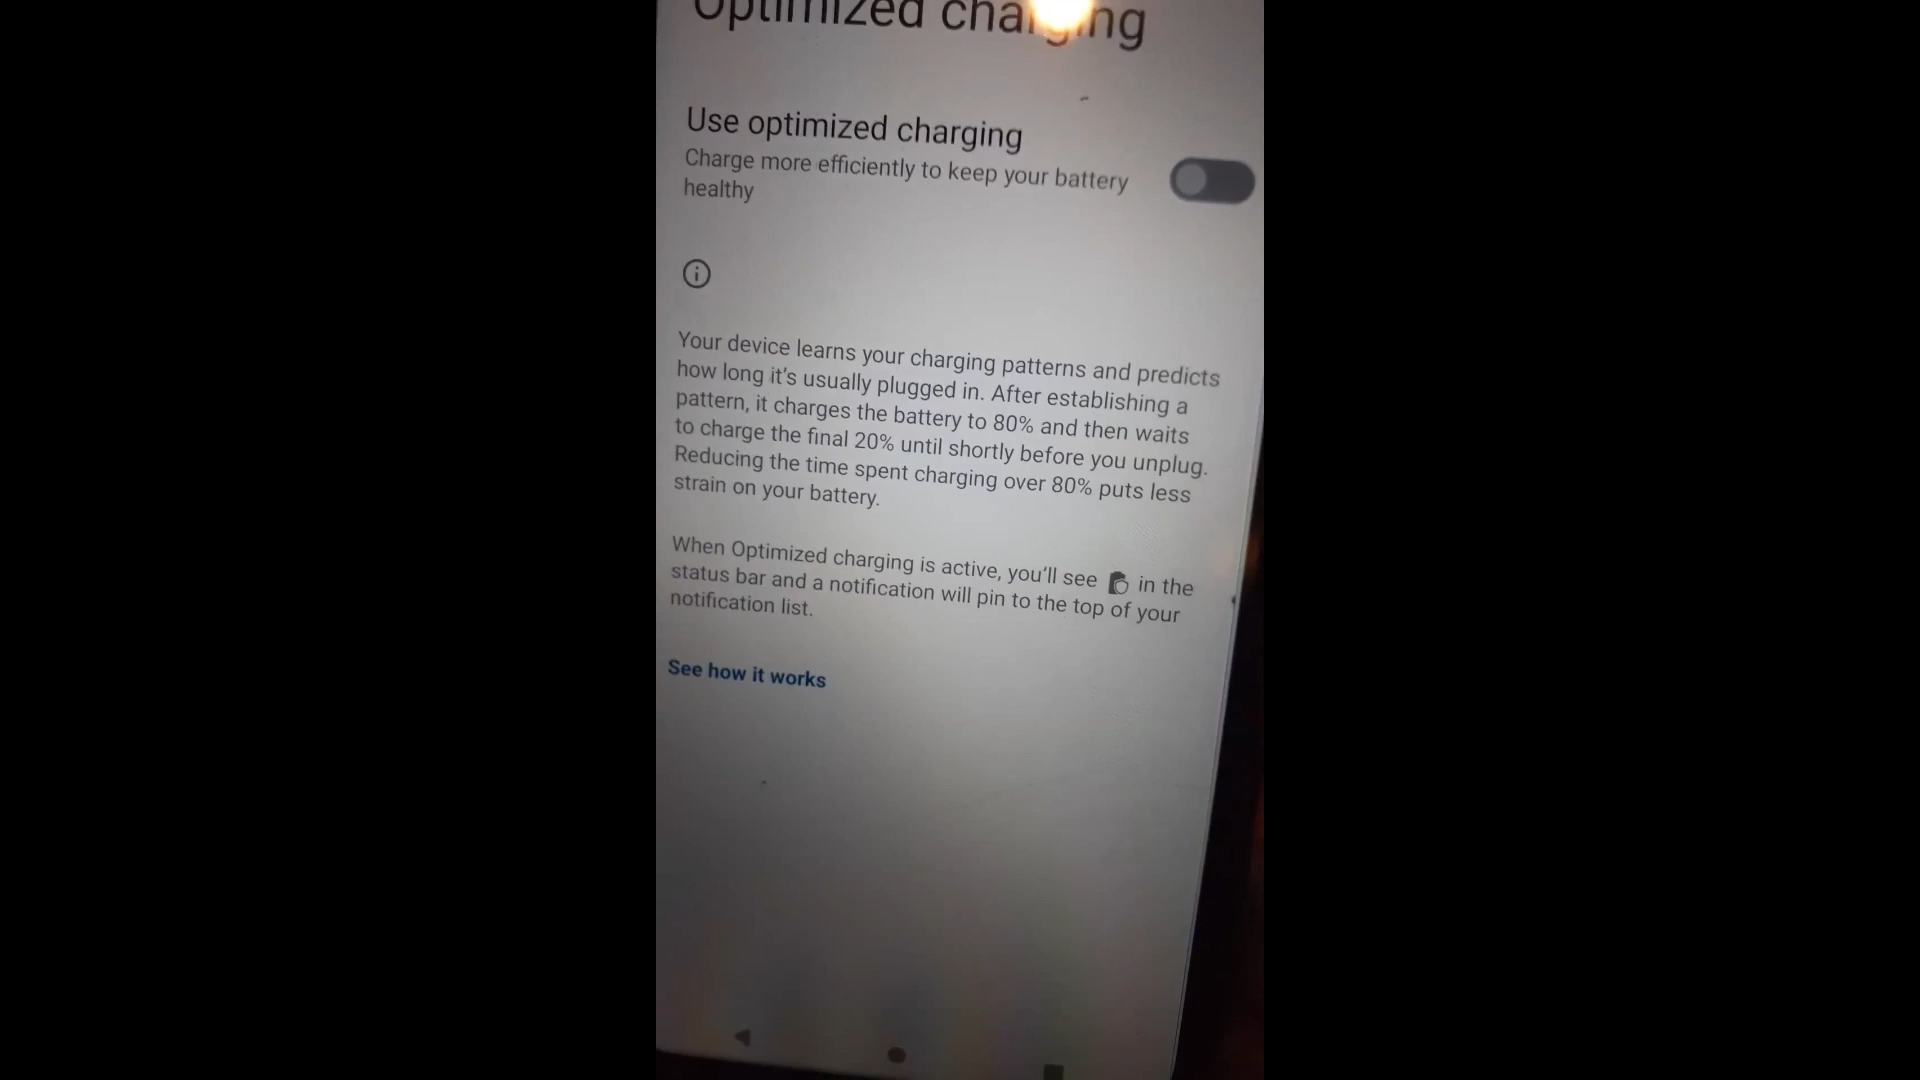 Optimized charging
Use optimized charging
Charge more efficiently to keep your battery
healthy
Your device learns your charging patterns and predicts
how long it's usually plugged in. After establishing a
pattern, it charges the battery to 80% and then waits
to charge the final 20% until shortly before you unplug.
Reducing the time spent charging over 80% puts less
strain on your battery.
When Optimized charging is active, you'll see in the
status bar and a notification will pin to the top of your
notification list.
See how it works